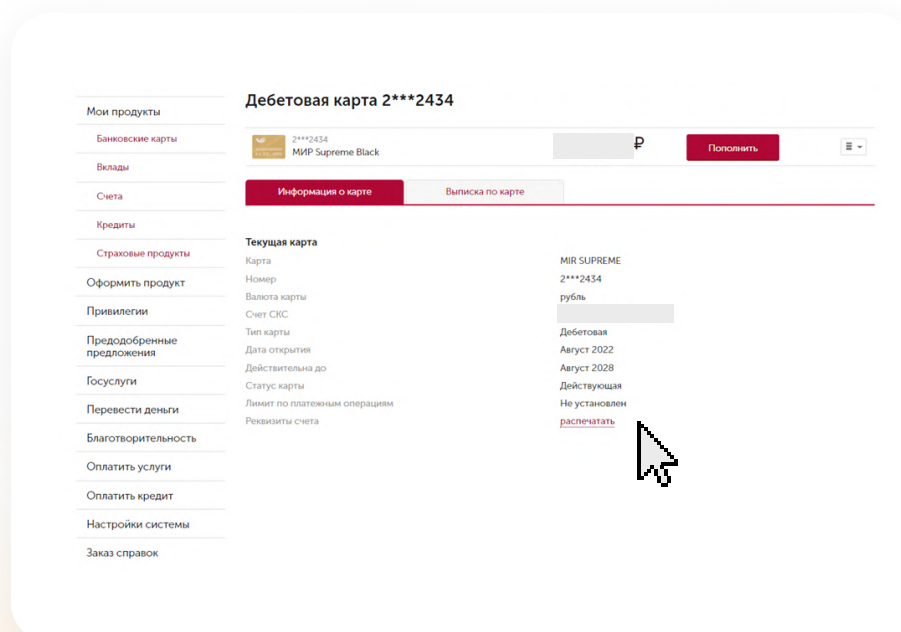 Дебетовая карта 2***2434
Мои продукты
Банковские карты
Вклады
Счета
Кредиты
Страховые продукты
Оформить продукт
Привилегии
Предодобренные
предложения
Госуслуги
Перевести деньги
Благотворительность
Оплатить услуги
Оплатить кредит
Настройки системы
Заказ справок
2***2434
МИР Supreme Black
₽
Пополнить
Информация о карте
Выписка по карте
Текущая карта
Карта MIR SUPREME
Номер 2***2434
Валюта карты рубль
Счет СКС
Тип карты Дебетовая
Дата открытия Август 2022
Действительна до Август 2028
Статус карты Действующая
Лимит по платежным операциям Не установлен
Реквизиты счета распечатать